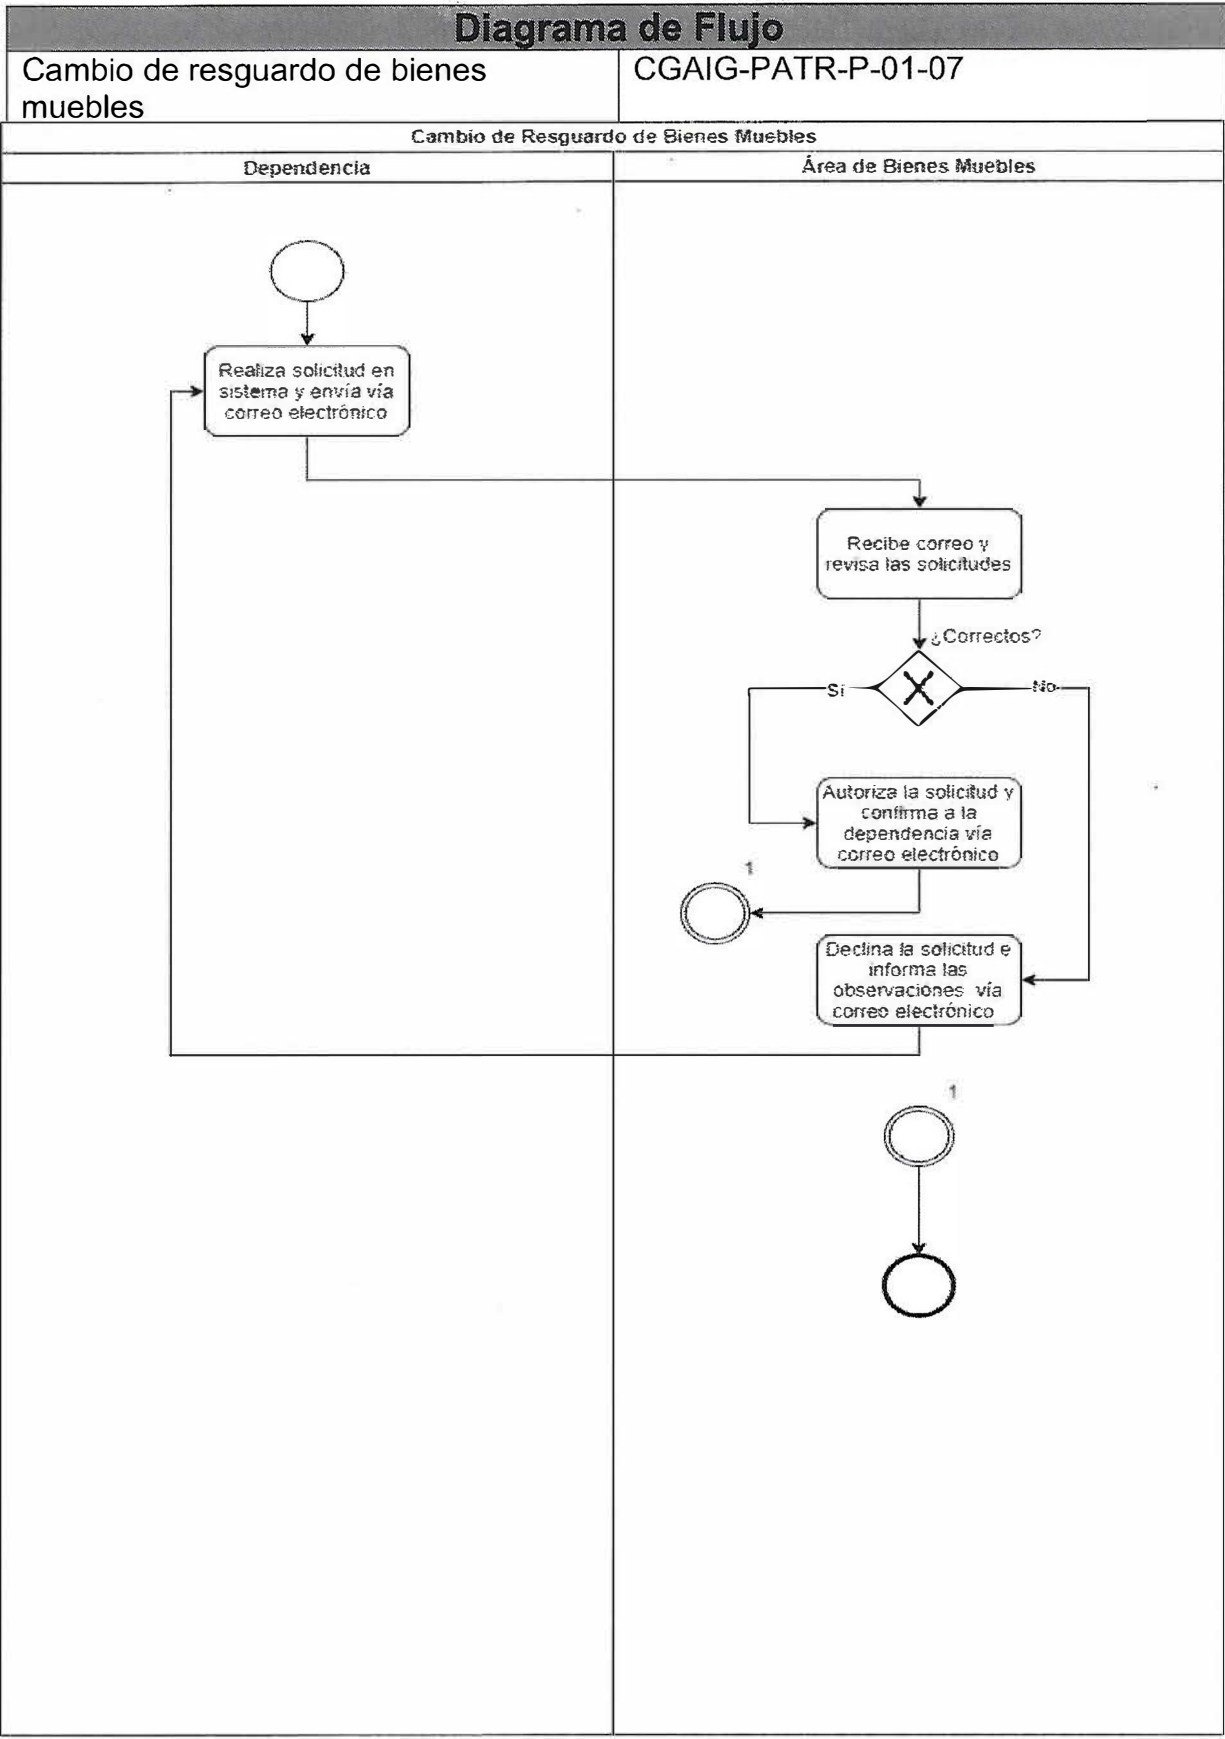 Diagrama de Flujo
Cambio de resguardo de bienes
muebles
CGAIG-PATR-P-01-07
Cambio de Resguardo de Bienes Muebles
Dependencia
Área de Bienes Muebles
Realiza solicitud en
sistema y envía vía
correo electrónico
Recibe correo y
revisa las solicitudes
¿Correctos?
Si
No
Autoriza la solicitud y
confirma a la
dependencia vía
correo electrónico
1
Declina la solicitud e
informa las
observaciones vía
correo electrónico
1